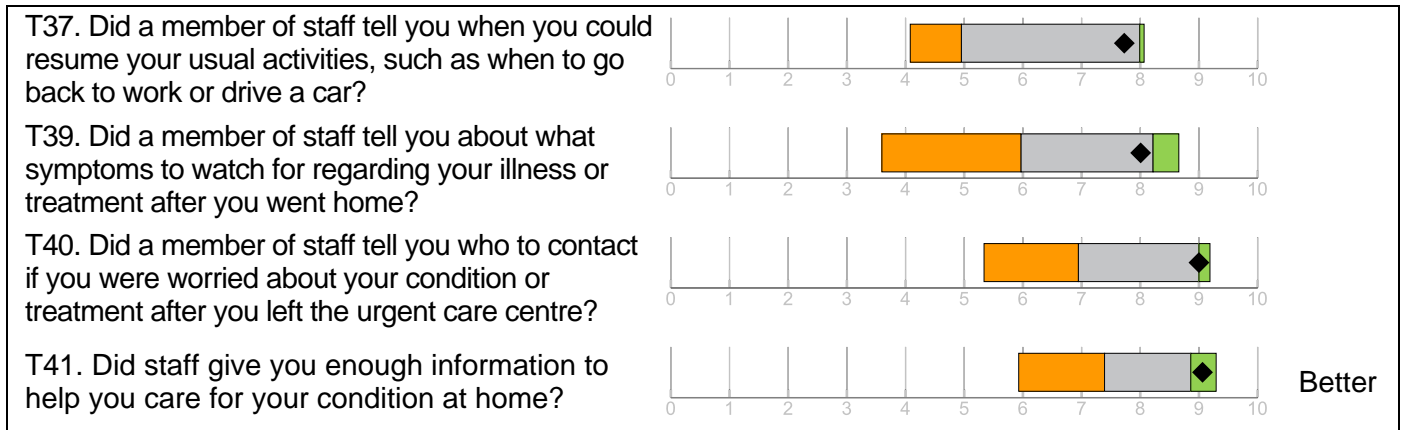 T37. Did a member of staff tell you when you could
resume your usual activities, such as when to go
back to work or drive a car?
0 1 2 3 4 5 6 7 8 9 10
T39. Did a member of staff tell you about what
symptoms to watch for regarding your illness or
treatment after you went home?
0 1 2 3 4 5 6 7 8 9 10
T40. Did a member of staff tell you who to contact
if you were worried about your condition or
treatment after you left the urgent care centre?
0 1 2 3 4 5 6 7 8 9 10
T41. Did staff give you enough information to
help you care for your condition at home?
0 1 2 3 4 5 6 7 8 9 10
Better